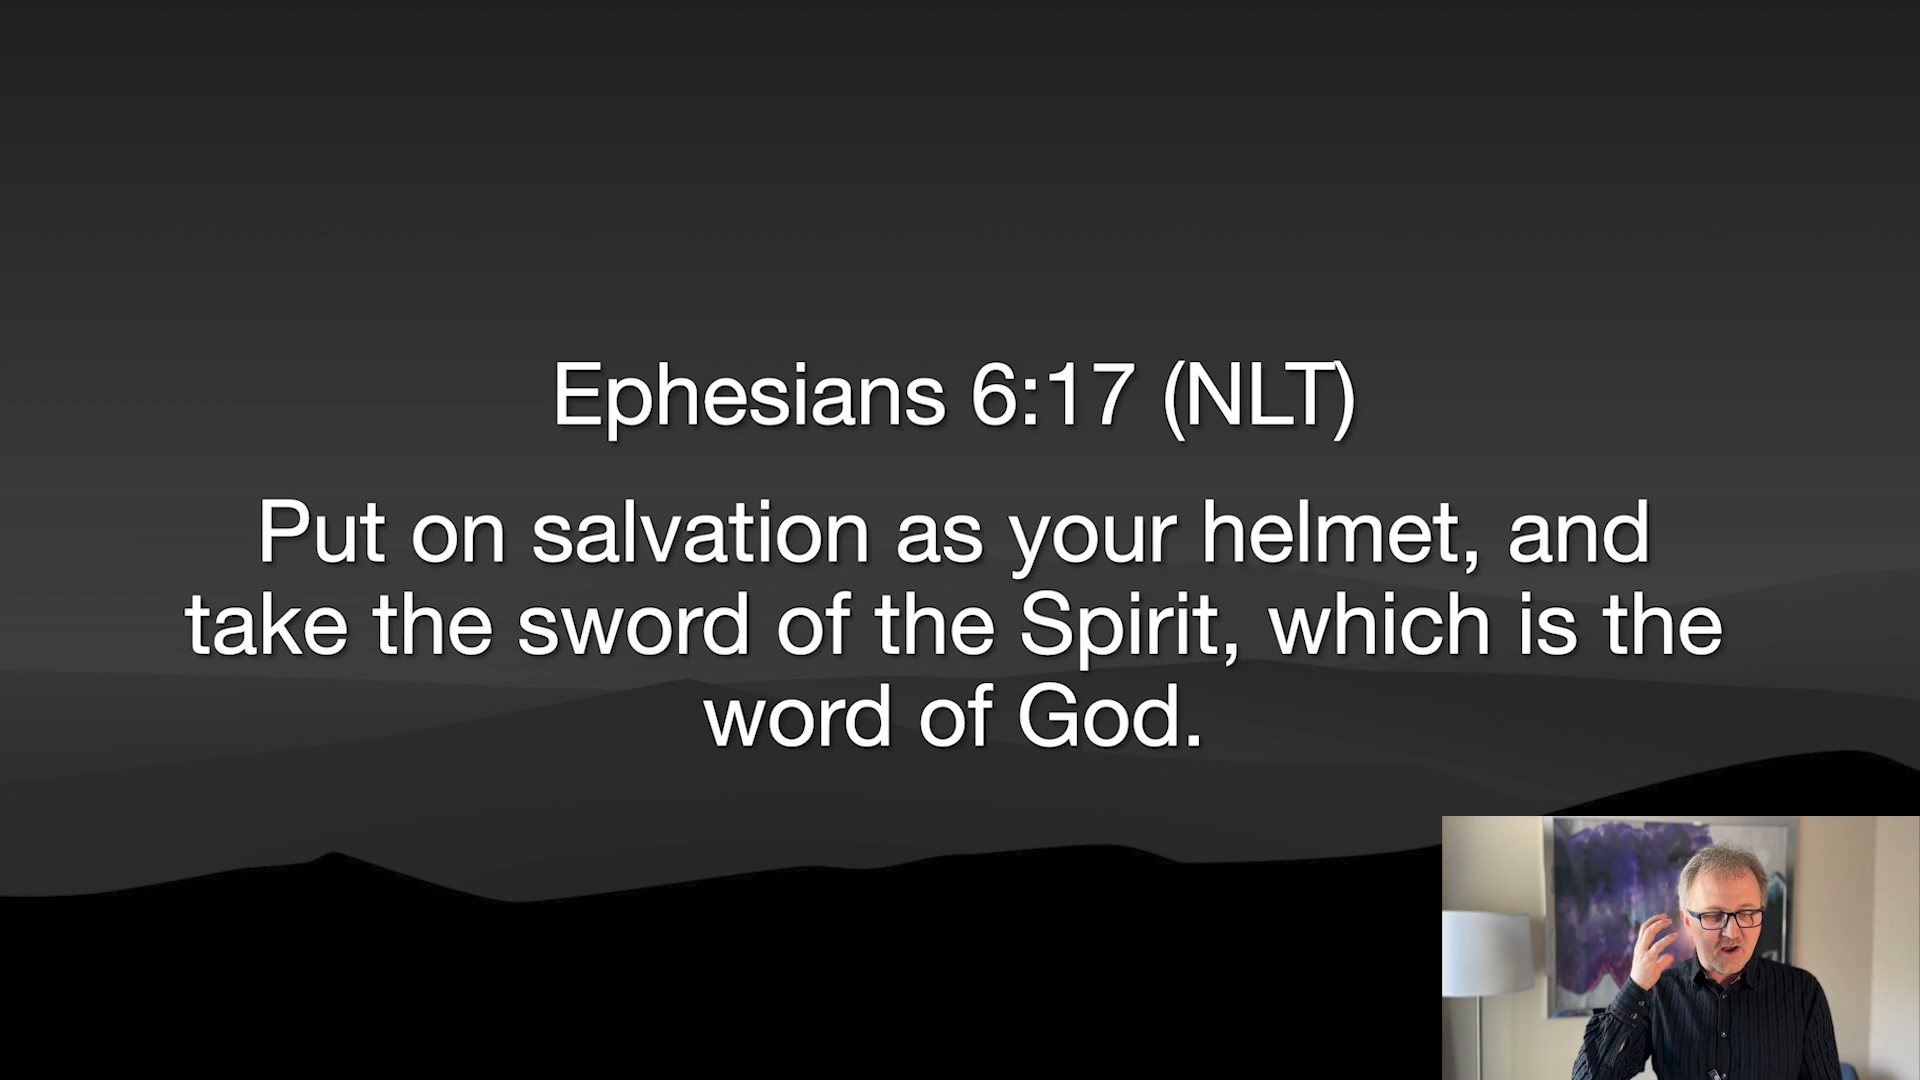 Ephesians 6:17 (NLT)
Put on salvation as your helmet, and
take the sword of the Spirit, which is the
word of God.